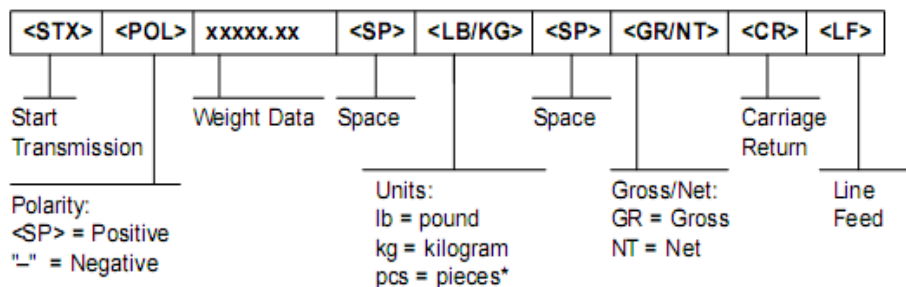 <STX> <POL> xxxxx.xx <SP> <LB/KG> <SP> <GR/NT> <CR> <LF>
Start
Transmission
Weight Data
Space
Space
Carriage
Return
Polarity:
<SP> = Positive
"–" = Negative
Units:
lb = pound
kg = kilogram
pcs = pieces*
Gross/Net:
GR = Gross
NT = Net
Line
Feed